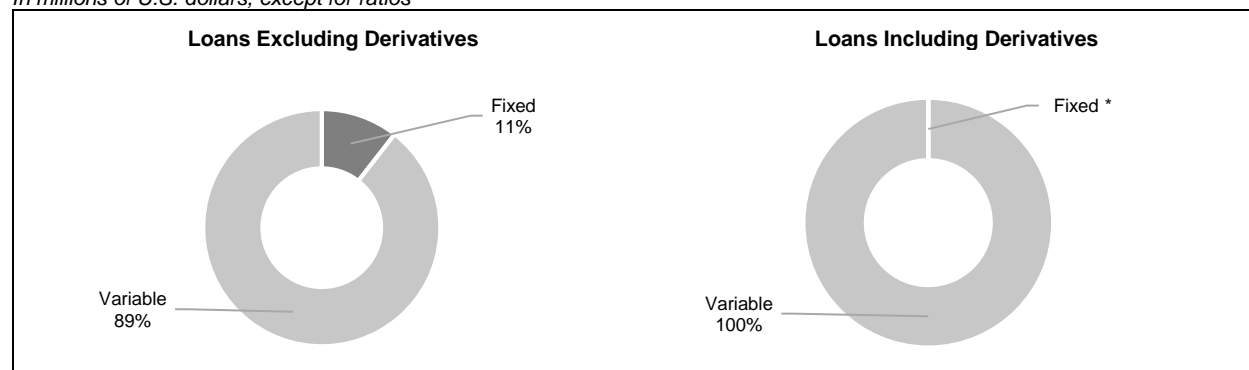 In millions of U.S. dollars, except for ratios
Loans Excluding Derivatives
Fixed
11%
Variable
89%
Loans Including Derivatives
Fixed *
Variable
100%